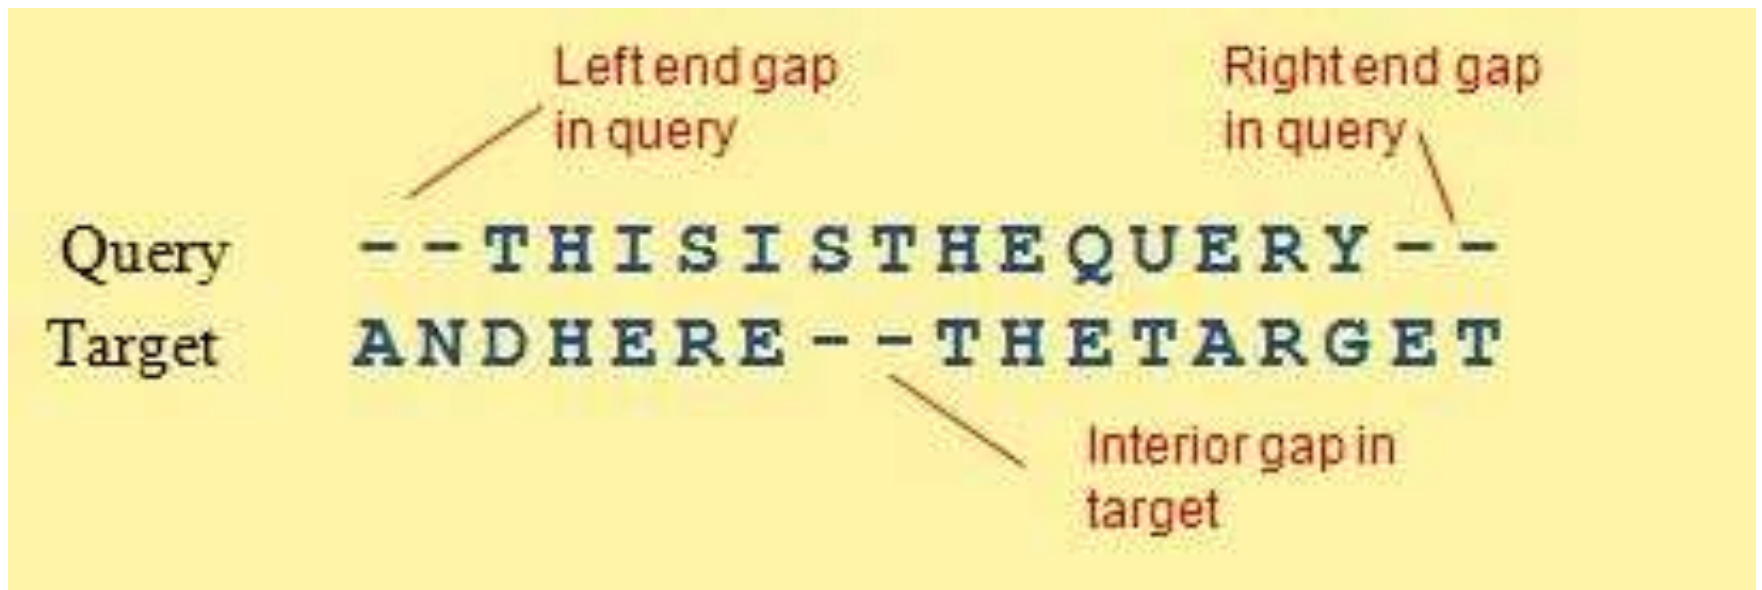 Left end gap
in query
Right end gap
in query
Query --THISISTHEQUERY--
Target ANDHERE--THETARGET
Interior gap in
target